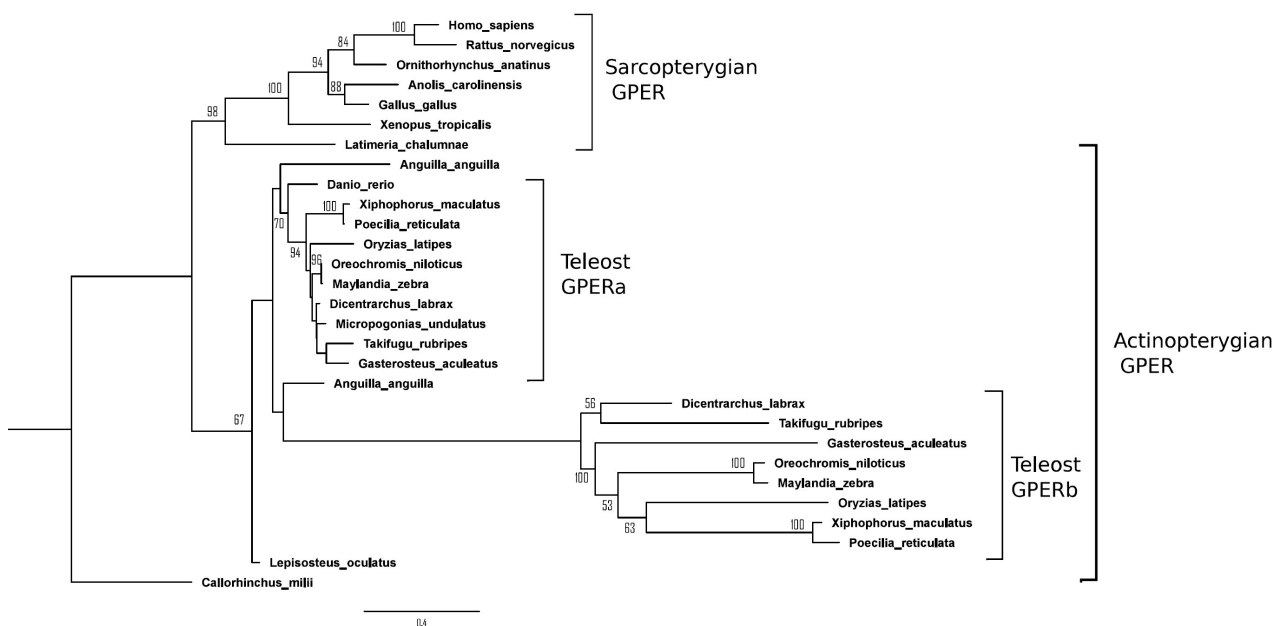 100
Homo_sapiens
84
Rattus_norvegicus
94
Ornithorhynchus_anatinus
Sarcopterygian
GPER
100
88
Anolis_carolinensis
Gallus_gallus
98
Xenopus_tropicalis
Latimeria_chalumnae
Anguilla_anguilla
Danio_rerio
100
Xiphophorus_maculatus
70
Poecilia_reticulata
94
Oryzias_latipes
96
Oreochromis_niloticus
Teleost
GPERa
Maylandia_zebra
Dicentrarchus_labrax
Micropogonias_undulatus
Takifugu_rubripes
Actinopterygian
GPER
Gasterosteus_aculeatus
Anguilla_anguilla
67
56
Dicentrarchus_labrax
Takifugu_rubripes
Gasterosteus_aculeatus
100
100
Oreochromis_niloticus
Teleost
GPERb
Maylandia_zebra
53
Oryzias_latipes
63
100
Xiphophorus_maculatus
Poecilia_reticulata
Lepisosteus_oculatus
Callorhinchus_milii
0.4